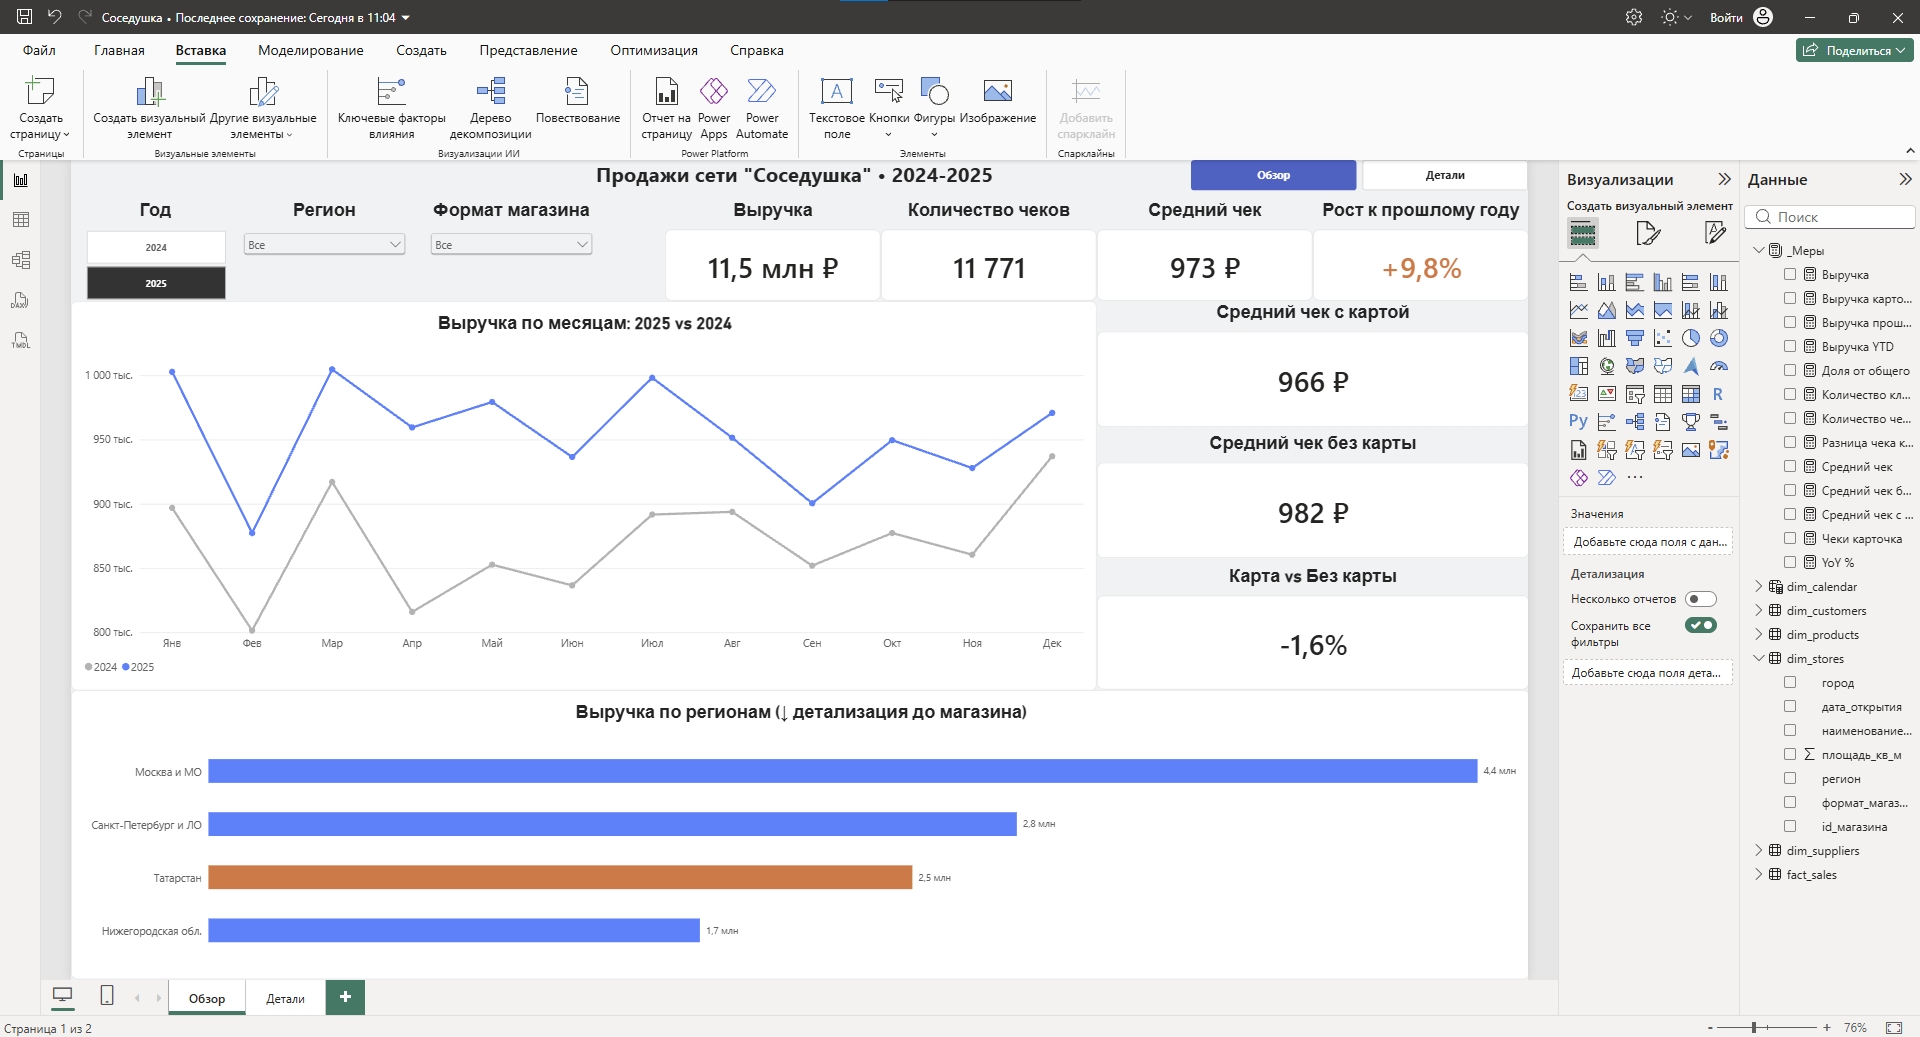 Соседушка • Последнее сохранение: Сегодня в 11:04
Войти
Файл
Главная
Вставка
Моделирование
Создать
Представление
Оптимизация
Справка
Поделиться
Создать страницу
Создать визуальный элемент
Другие визуальные элементы
Ключевые факторы влияния
Дерево декомпозиции
Повествование
Отчет на страницу
Power Apps
Power Automate
Текстовое поле
Кнопки
Фигуры
Изображение
Добавить спарклайн
Страницы
Визуальные элементы
Визуализации ИИ
Power Platform
Элементы
Спарклайны
DAX
TMDL
Продажи сети "Соседушка" • 2024-2025
Обзор
Детали
Год
Регион
Формат магазина
Выручка
Количество чеков
Средний чек
Рост к прошлому году
2024
2025
Все
Все
11,5 млн ₽
11 771
973 ₽
+9,8%
Выручка по месяцам: 2025 vs 2024
1 000 тыс.
950 тыс.
900 тыс.
850 тыс.
800 тыс.
Янв
Фев
Мар
Апр
Май
Июн
Июл
Авг
Сен
Окт
Ноя
Дек
2024
2025
Средний чек с картой
966 ₽
Средний чек без карты
982 ₽
Карта vs Без карты
-1,6%
Выручка по регионам (↓ детализация до магазина)
Москва и МО
4,4 млн
Санкт-Петербург и ЛО
2,8 млн
Татарстан
2,5 млн
Нижегородская обл.
1,7 млн
Обзор
Детали
+
Страница 1 из 2
- + 76%
Визуализации
Создать визуальный элемент
123
R
Py
...
Значения
Добавьте сюда поля с дан...
Детализация
Несколько отчетов
Сохранить все фильтры
Добавьте сюда поля дета...
Данные
Поиск
_Меры
Выручка
Выручка карто...
Выручка прош...
Выручка YTD
Доля от общего
Количество кл...
Количество че...
Разница чека к...
Средний чек
Средний чек б...
Средний чек с ...
Чеки карточка
YoY %
dim_calendar
dim_customers
dim_products
dim_stores
город
дата_открытия
наименование...
площадь_кв_м
регион
формат_магаз...
id_магазина
dim_suppliers
fact_sales